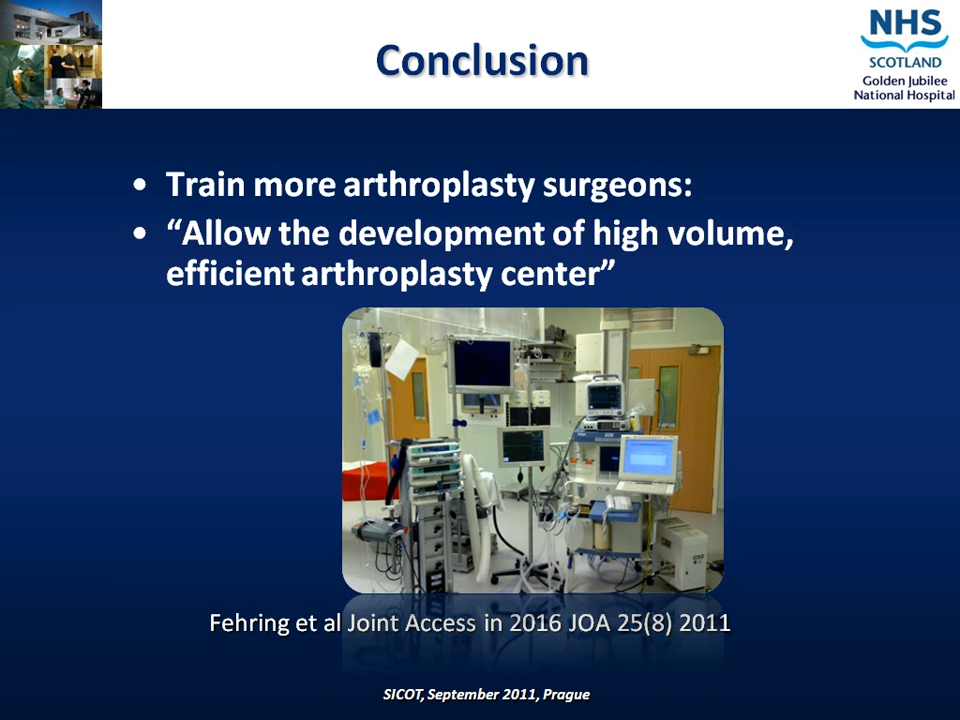 Conclusion
NHS
SCOTLAND
Golden Jubilee
National Hospital
• Train more arthroplasty surgeons:
• “Allow the development of high volume,
efficient arthroplasty center”
Fehring et al Joint Access in 2016 JOA 25(8) 2011
SICOT, September 2011, Prague